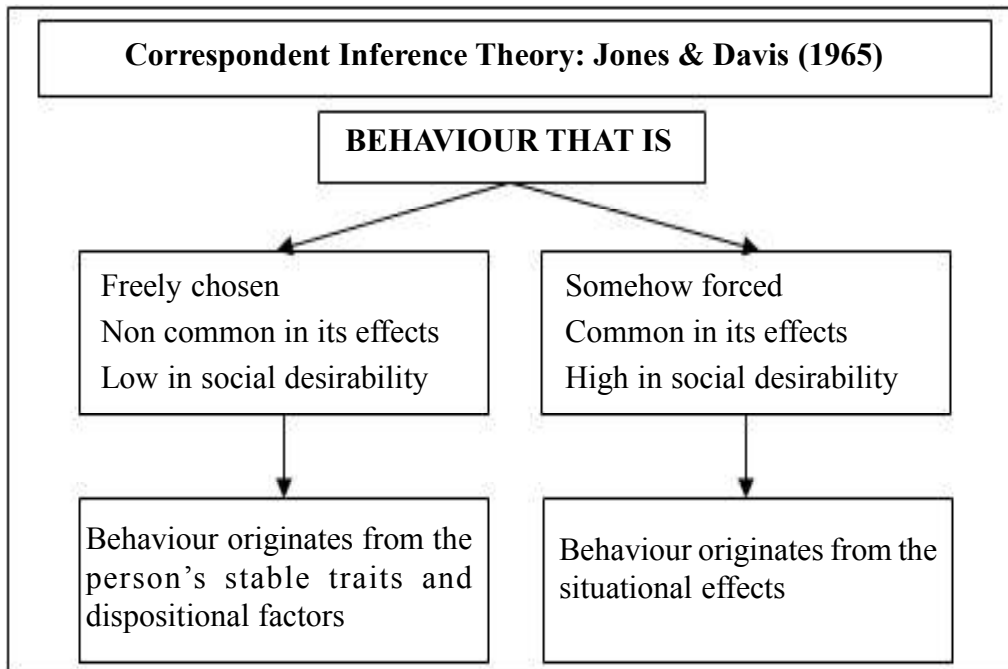 Correspondent Inference Theory: Jones & Davis (1965)
BEHAVIOUR THAT IS
Freely chosen
Non common in its effects
Low in social desirability
Somehow forced
Common in its effects
High in social desirability
Behaviour originates from the
person's stable traits and
dispositional factors
Behaviour originates from the
situational effects